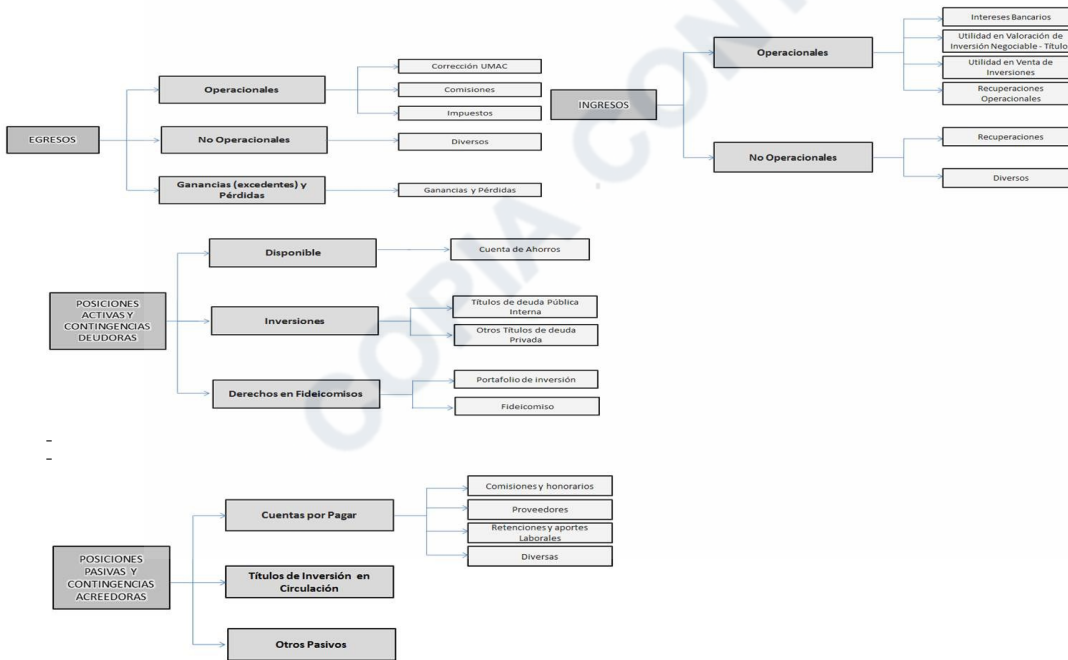 EGRESOS
Operacionales
Corrección UMAC
Comisiones
Impuestos
No Operacionales
Diversos
Ganancias (excedentes) y
Pérdidas
Ganancias y Pérdidas
INGRESOS
Operacionales
Intereses Bancarios
Utilidad en Valoración de
Inversión Negociable - Título
Utilidad en Venta de
Inversiones
Recuperaciones
Operacionales
No Operacionales
Recuperaciones
Diversos
POSICIONES
ACTIVAS Y
CONTINGENCIAS
DEUDORAS
Disponible
Cuenta de Ahorros
Inversiones
Títulos de deuda Pública
Interna
Otros Títulos de deuda
Privada
Derechos en Fideicomisos
Portafolio de inversión
Fideicomiso
-
-
POSICIONES
PASIVAS Y
CONTINGENCIAS
ACREEDORAS
Cuentas por Pagar
Comisiones y honorarios
Proveedores
Retenciones y aportes
Laborales
Diversas
Títulos de Inversión en
Circulación
Otros Pasivos
COPIA CON